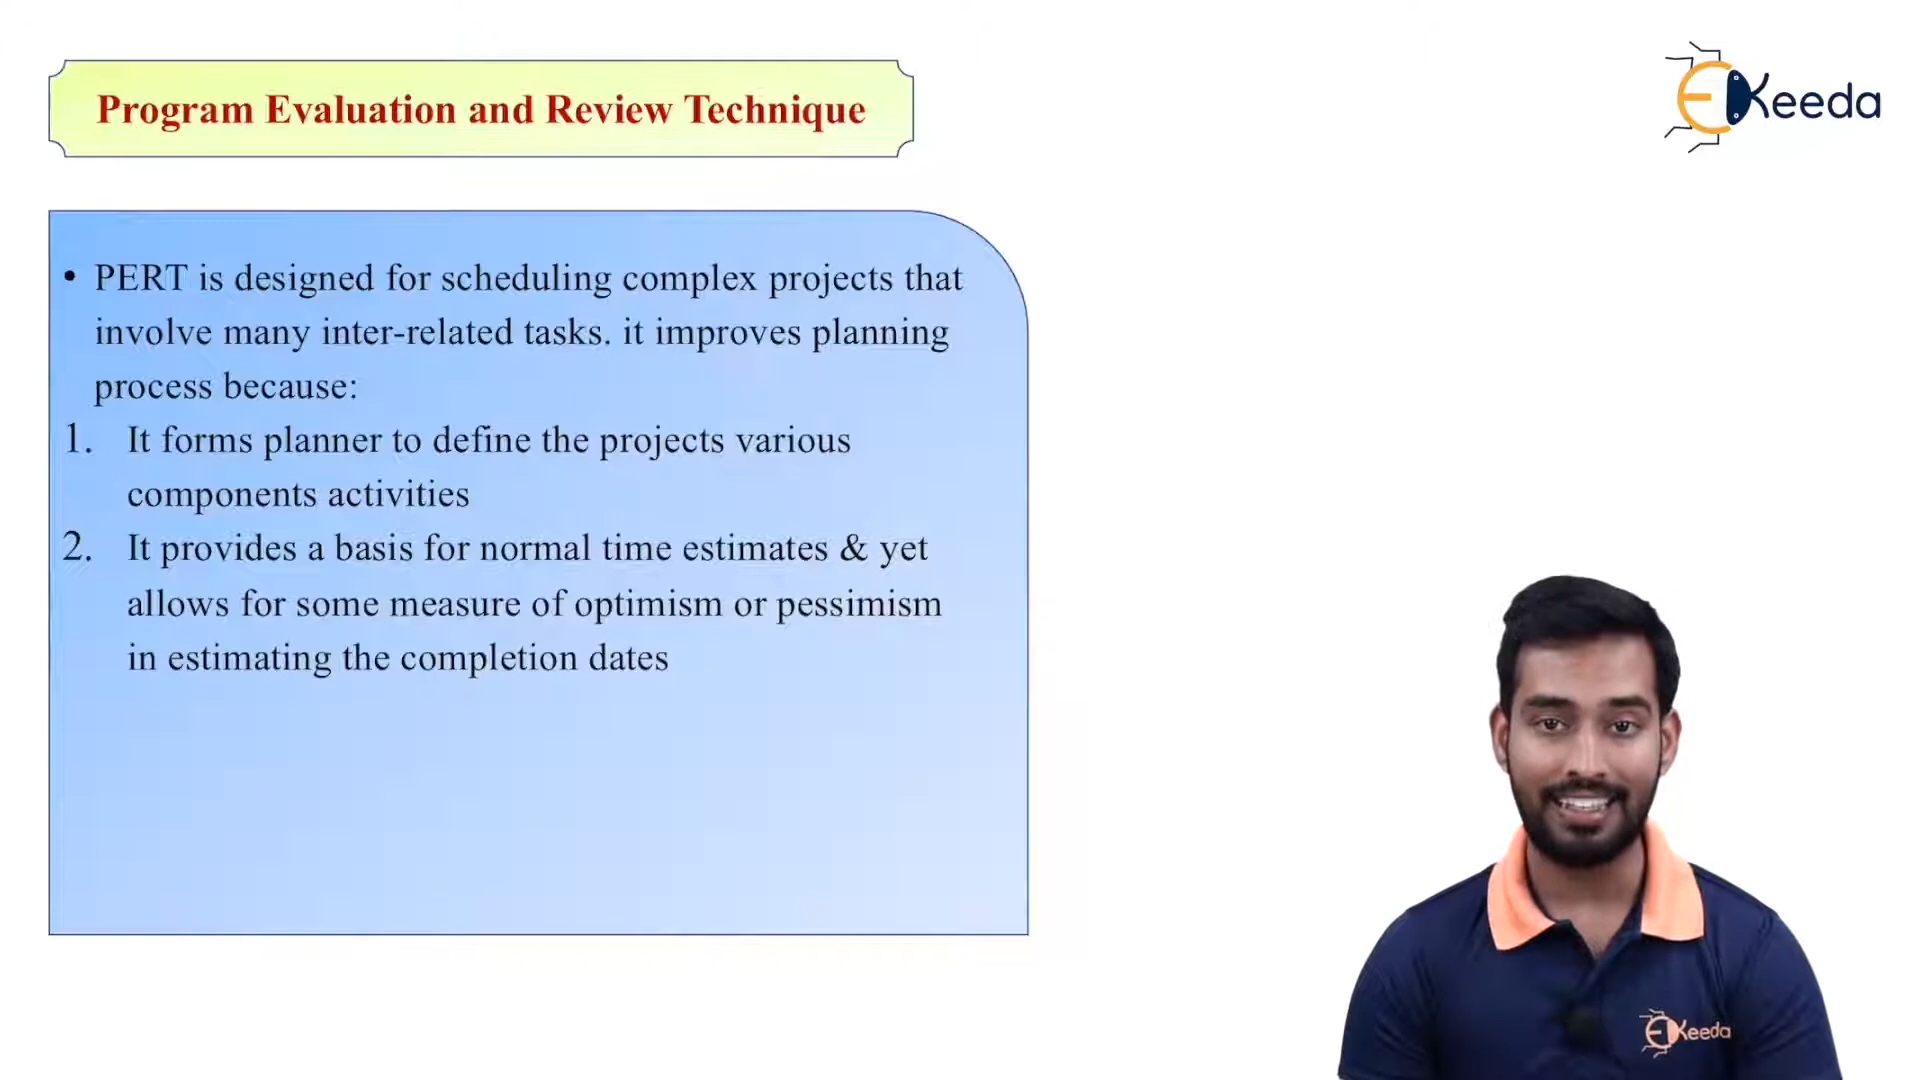 Program Evaluation and Review Technique
EKeeda
• PERT is designed for scheduling complex projects that
involve many inter-related tasks. it improves planning
process because:
1. It forms planner to define the projects various
components activities
2. It provides a basis for normal time estimates & yet
allows for some measure of optimism or pessimism
in estimating the completion dates
EKeeda